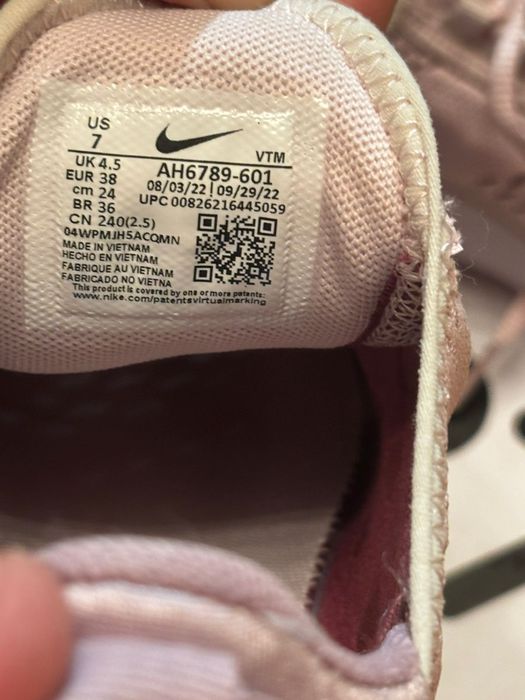 US
7
VTM
UK 4.5
EUR 38
cm 24
BR 36
CN 240(2.5)
AH6789-601
08/03/22 | 09/29/22
UPC 00826216445059
04WPMJH5ACQMN
MADE IN VIETNAM
HECHO EN VIETNAM
FABRIQUE AU VIETNAM
FABRICADO NO VIETNA
This product is covered by one or more patents:
www.nike.com/patentsvirtualmarking